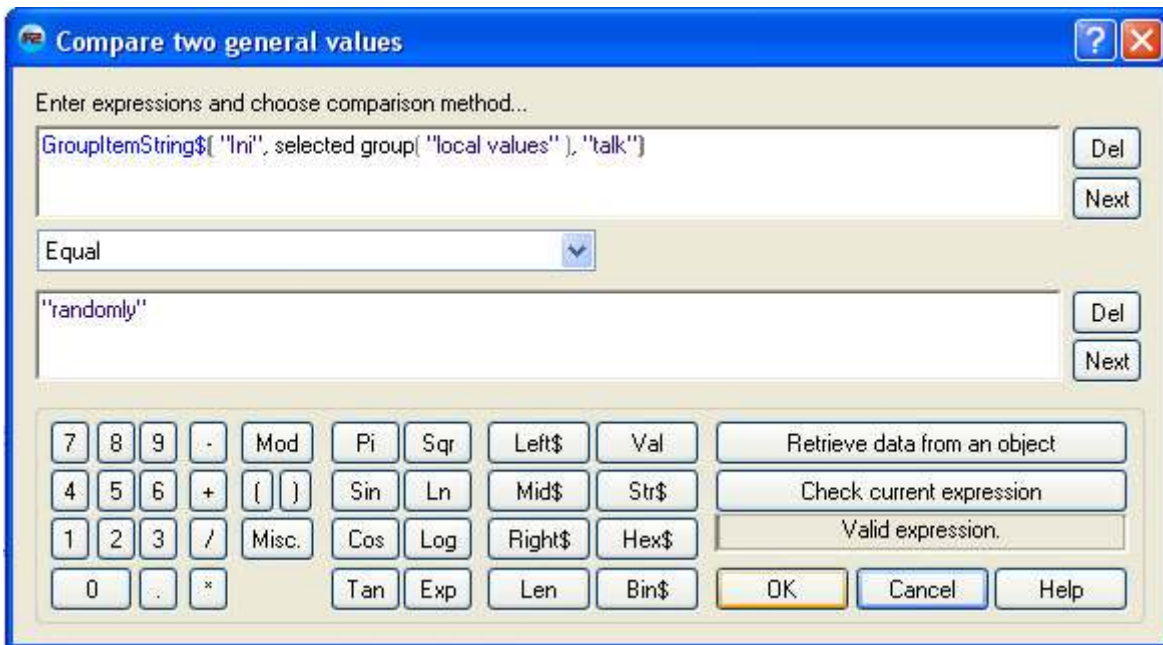 Compare two general values
Enter expressions and choose comparison method...
GroupItemString$( "Ini", selected group( "local values" ), "talk")
Del
Next
Equal
"randomly"
Del
Next
7 8 9 - Mod Pi Sqr Left$ Val Retrieve data from an object
4 5 6 + ( ) Sin Ln Mid$ Str$ Check current expression
1 2 3 / Misc. Cos Log Right$ Hex$ Valid expression.
0 . * Tan Exp Len Bin$ OK Cancel Help